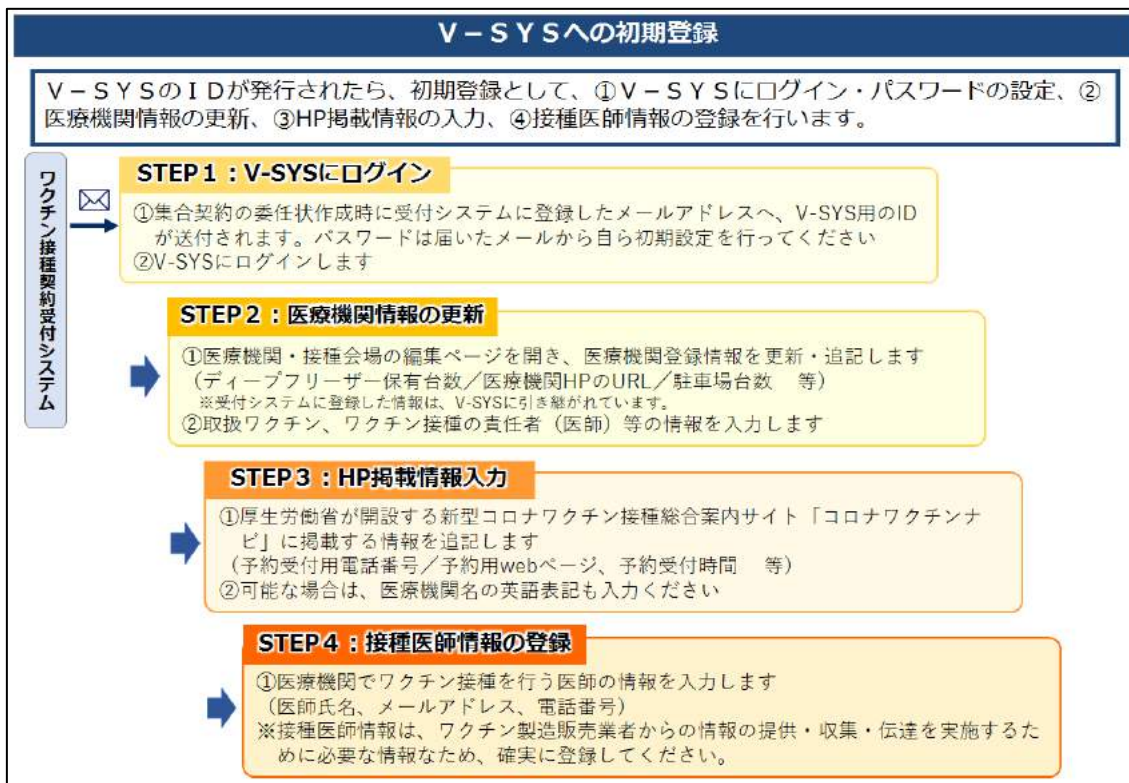 V-SYSへの初期登録
V-SYSのIDが発行されたら、初期登録として、①V-SYSにログイン・パスワードの設定、②
医療機関情報の更新、③HP掲載情報の入力、④接種医師情報の登録を行います。
ワクチン接種契約受付システム
STEP1：V-SYSにログイン
①集合契約の委任状作成時に受付システムに登録したメールアドレスへ、V-SYS用のID
が送付されます。パスワードは届いたメールから自ら初期設定を行ってください
②V-SYSにログインします
STEP2：医療機関情報の更新
①医療機関・接種会場の編集ページを開き、医療機関登録情報を更新・追記します
（ディープフリーザー保有台数／医療機関HPのURL／駐車場台数　等）
※受付システムに登録した情報は、V-SYSに引き継がれています。
②取扱ワクチン、ワクチン接種の責任者（医師）等の情報を入力します
STEP3：HP掲載情報入力
①厚生労働省が開設する新型コロナワクチン接種総合案内サイト「コロナワクチンナ
ビ」に掲載する情報を追記します
（予約受付用電話番号／予約用webページ、予約受付時間　等）
②可能な場合は、医療機関名の英語表記も入力ください
STEP4：接種医師情報の登録
①医療機関でワクチン接種を行う医師の情報を入力します
（医師氏名、メールアドレス、電話番号）
※接種医師情報は、ワクチン製造販売業者からの情報の提供・収集・伝達を実施するた
めに必要な情報なため、確実に登録してください。